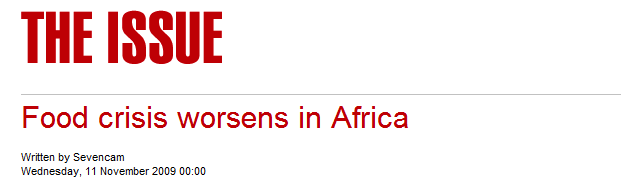 THE ISSUE
Food crisis worsens in Africa
Written by Sevencam
Wednesday, 11 November 2009 00:00